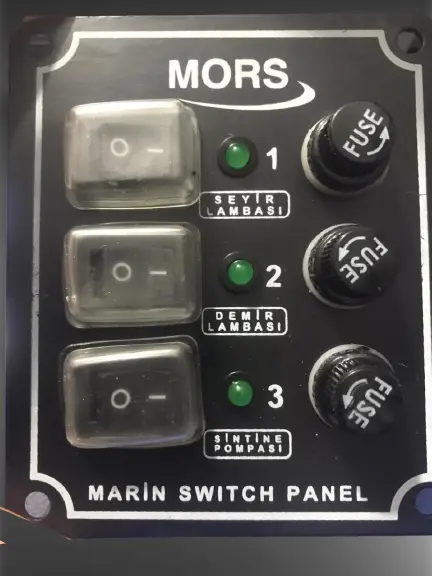 MORS
O –
1
FUSE
SEYİR
LAMBASI
O –
2
FUSE
DEMİR
LAMBASI
O –
3
FUSE
SİNTİNE
POMPASI
MARİN SWITCH PANEL